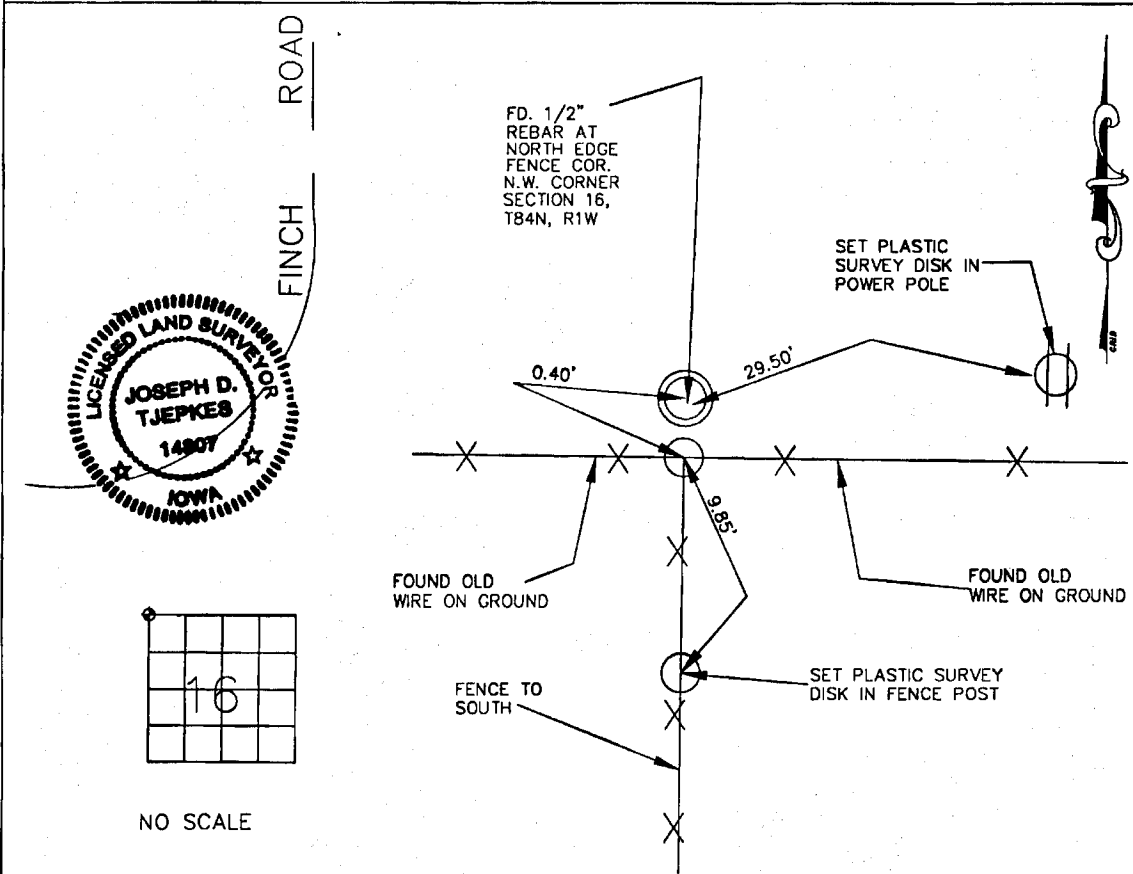 FINCH ROAD
FD. 1/2"
REBAR AT
NORTH EDGE
FENCE COR.
N.W. CORNER
SECTION 16,
T84N, R1W
SET PLASTIC
SURVEY DISK IN
POWER POLE
0.40'
29.50'
LICENSED LAND SURVEYOR
JOSEPH D.
TJEPKES
14807
IOWA
9.85'
FOUND OLD
WIRE ON GROUND
FOUND OLD
WIRE ON GROUND
16
FENCE TO
SOUTH
SET PLASTIC SURVEY
DISK IN FENCE POST
NO SCALE